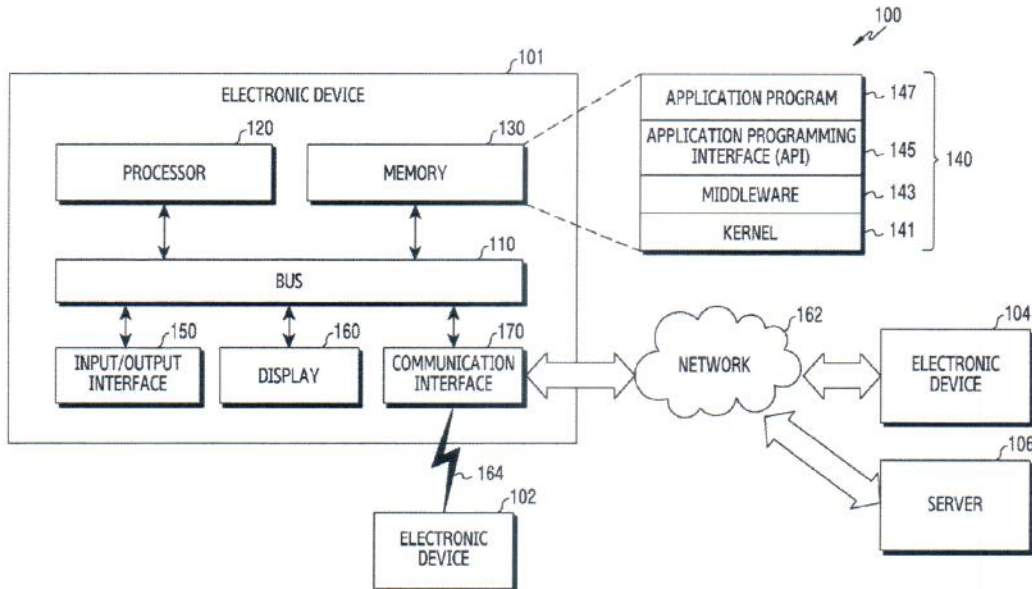 100
101
ELECTRONIC DEVICE
120
PROCESSOR
130
MEMORY
APPLICATION PROGRAM
147
APPLICATION PROGRAMMING
INTERFACE (API)
145
MIDDLEWARE
143
KERNEL
141
140
110
BUS
150
INPUT/OUTPUT
INTERFACE
160
DISPLAY
170
COMMUNICATION
INTERFACE
162
NETWORK
104
ELECTRONIC
DEVICE
106
SERVER
164
102
ELECTRONIC
DEVICE